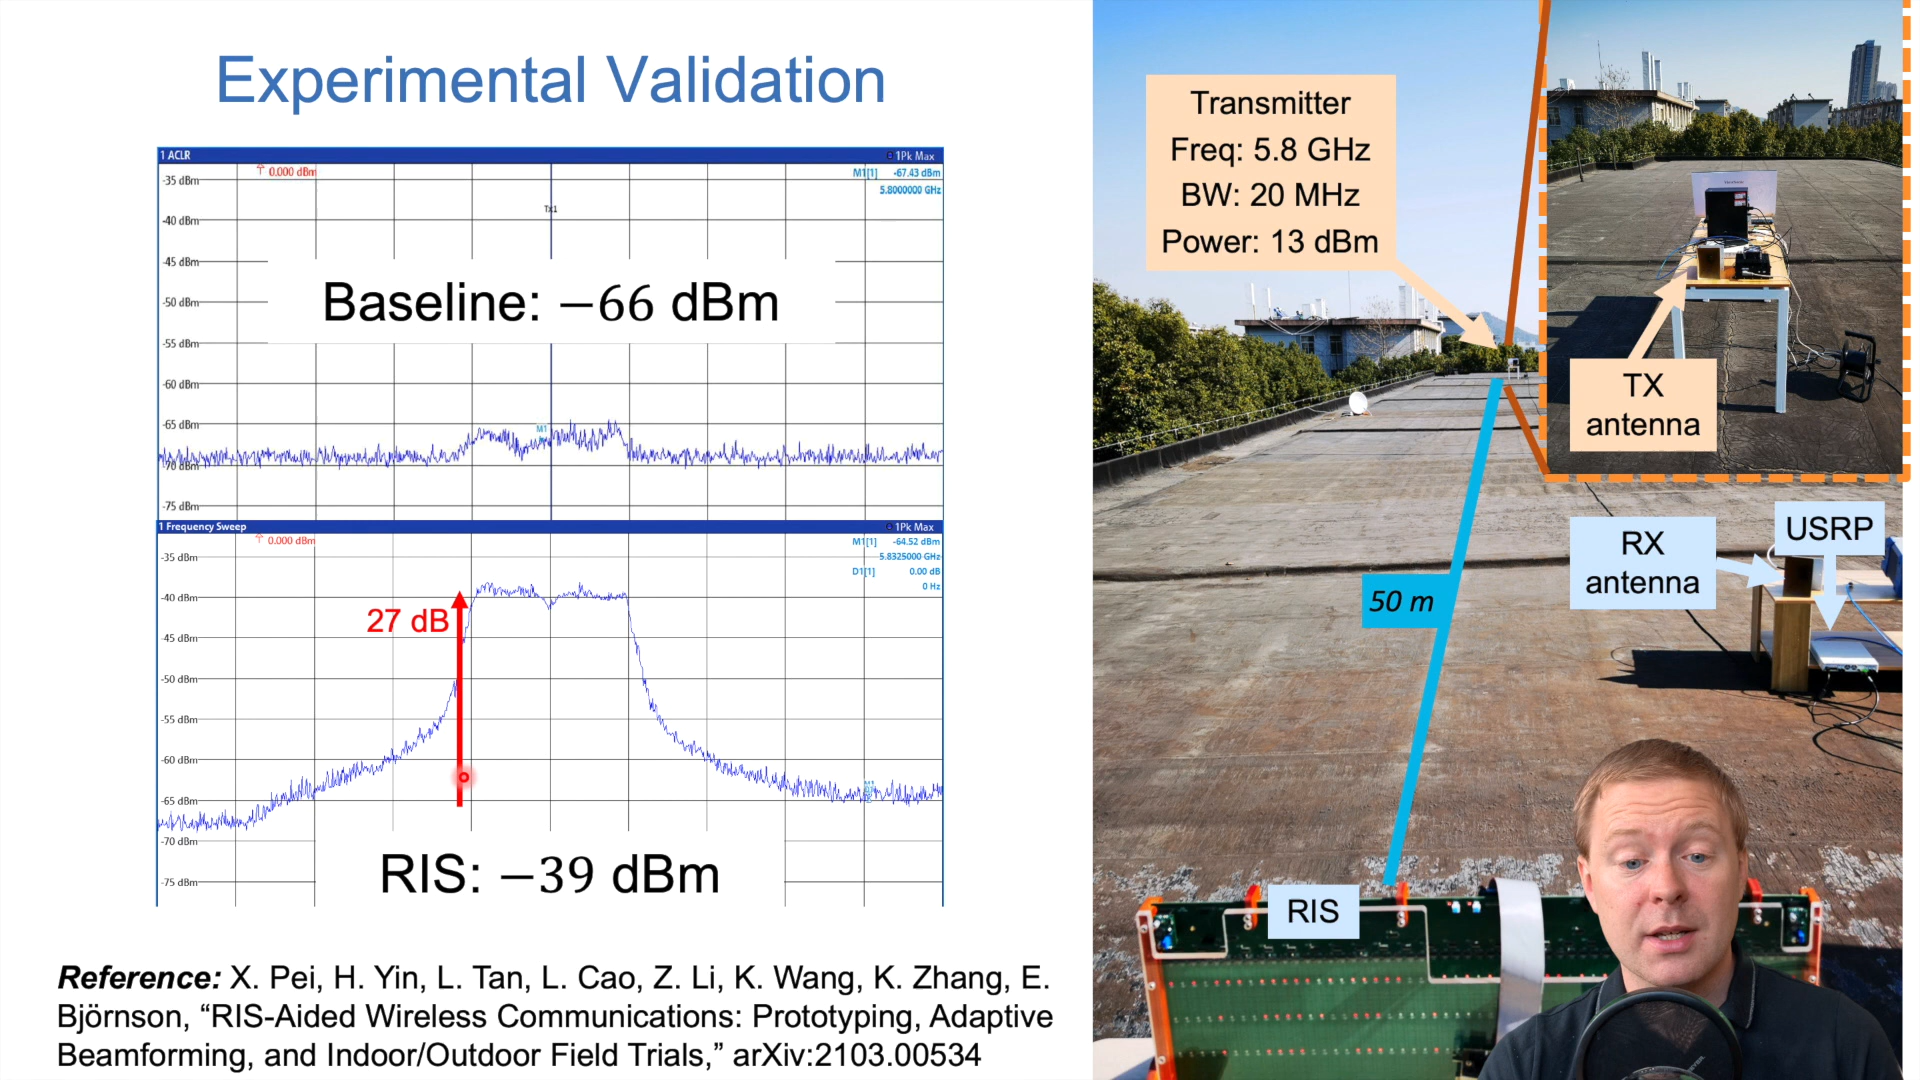 Experimental Validation
1 ACLR
1Pk Max
0.000 dBm
M1[1] -67.43 dBm
5.8000000 GHz
-35 dBm
Tx1
-40 dBm
-45 dBm
-50 dBm
Baseline: −66 dBm
-55 dBm
-60 dBm
-65 dBm
M1
-70 dBm
-75 dBm
1 Frequency Sweep
1Pk Max
0.000 dBm
M1[1] -64.52 dBm
5.8325000 GHz
D1[1] 0.00 dB
0 Hz
-35 dBm
-40 dBm
27 dB
-45 dBm
-50 dBm
-55 dBm
-60 dBm
-65 dBm
-70 dBm
RIS: −39 dBm
-75 dBm
Reference: X. Pei, H. Yin, L. Tan, L. Cao, Z. Li, K. Wang, K. Zhang, E.
Björnson, “RIS-Aided Wireless Communications: Prototyping, Adaptive
Beamforming, and Indoor/Outdoor Field Trials,” arXiv:2103.00534
Transmitter
Freq: 5.8 GHz
BW: 20 MHz
Power: 13 dBm
TX
antenna
RX
antenna
USRP
50 m
RIS